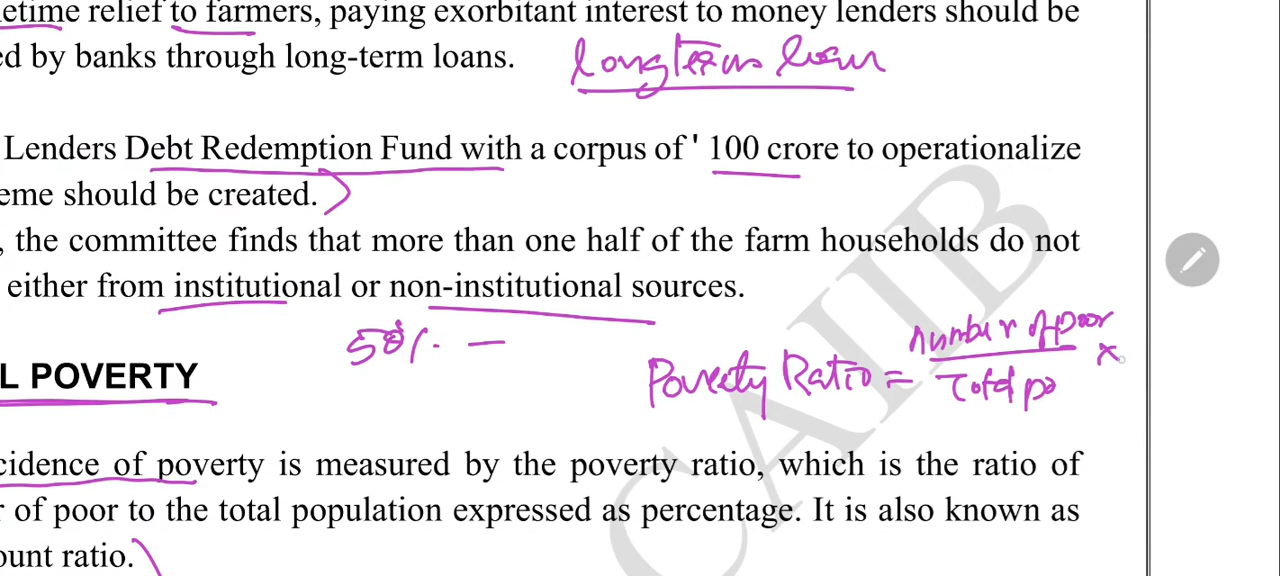 etime relief to farmers, paying exorbitant interest to money lenders should be
ed by banks through long-term loans.
long term loan
Lenders Debt Redemption Fund with a corpus of ' 100 crore to operationalize
eme should be created.
, the committee finds that more than one half of the farm households do not
either from institutional or non-institutional sources.
50% -
Poverty Ratio = Number of poor
Total po
×
L POVERTY
cidence of poverty is measured by the poverty ratio, which is the ratio of
r of poor to the total population expressed as percentage. It is also known as
ount ratio.
CAIIB